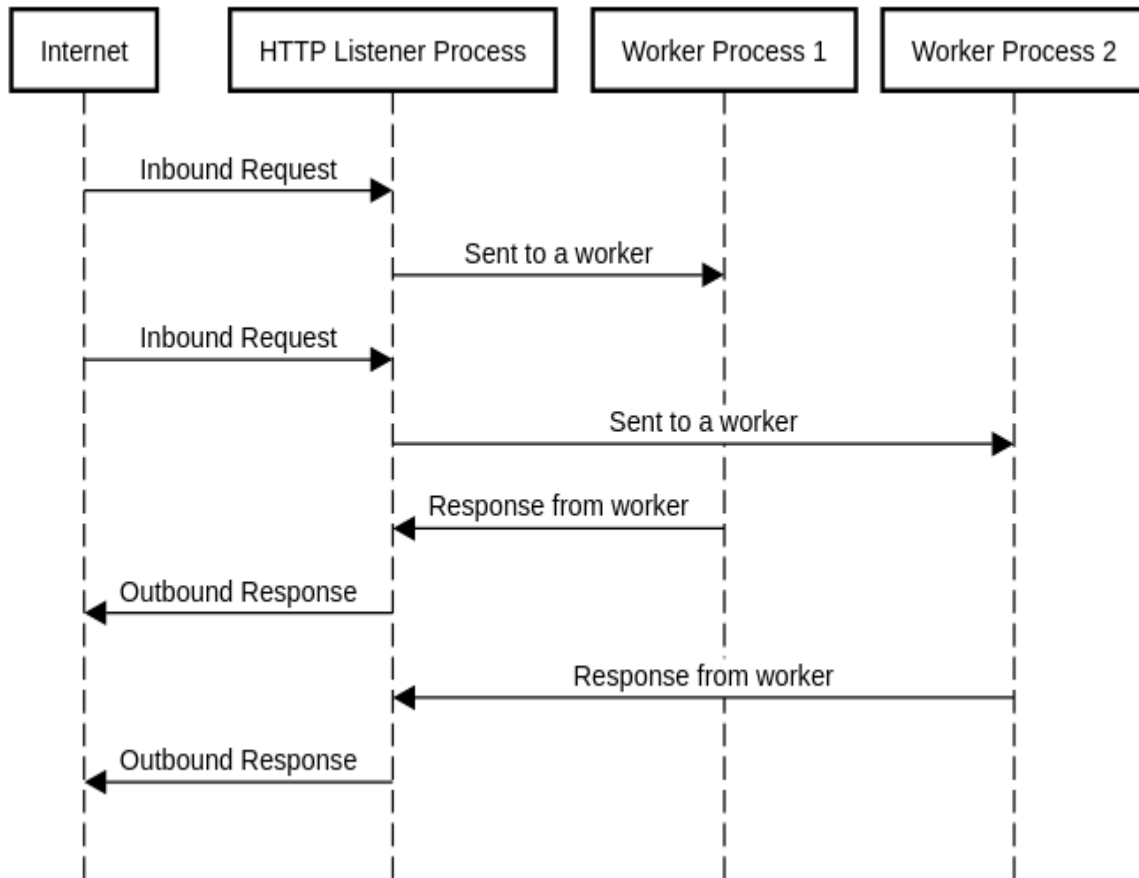 Internet
HTTP Listener Process
Worker Process 1
Worker Process 2
Inbound Request
Sent to a worker
Inbound Request
Sent to a worker
Response from worker
Outbound Response
Response from worker
Outbound Response